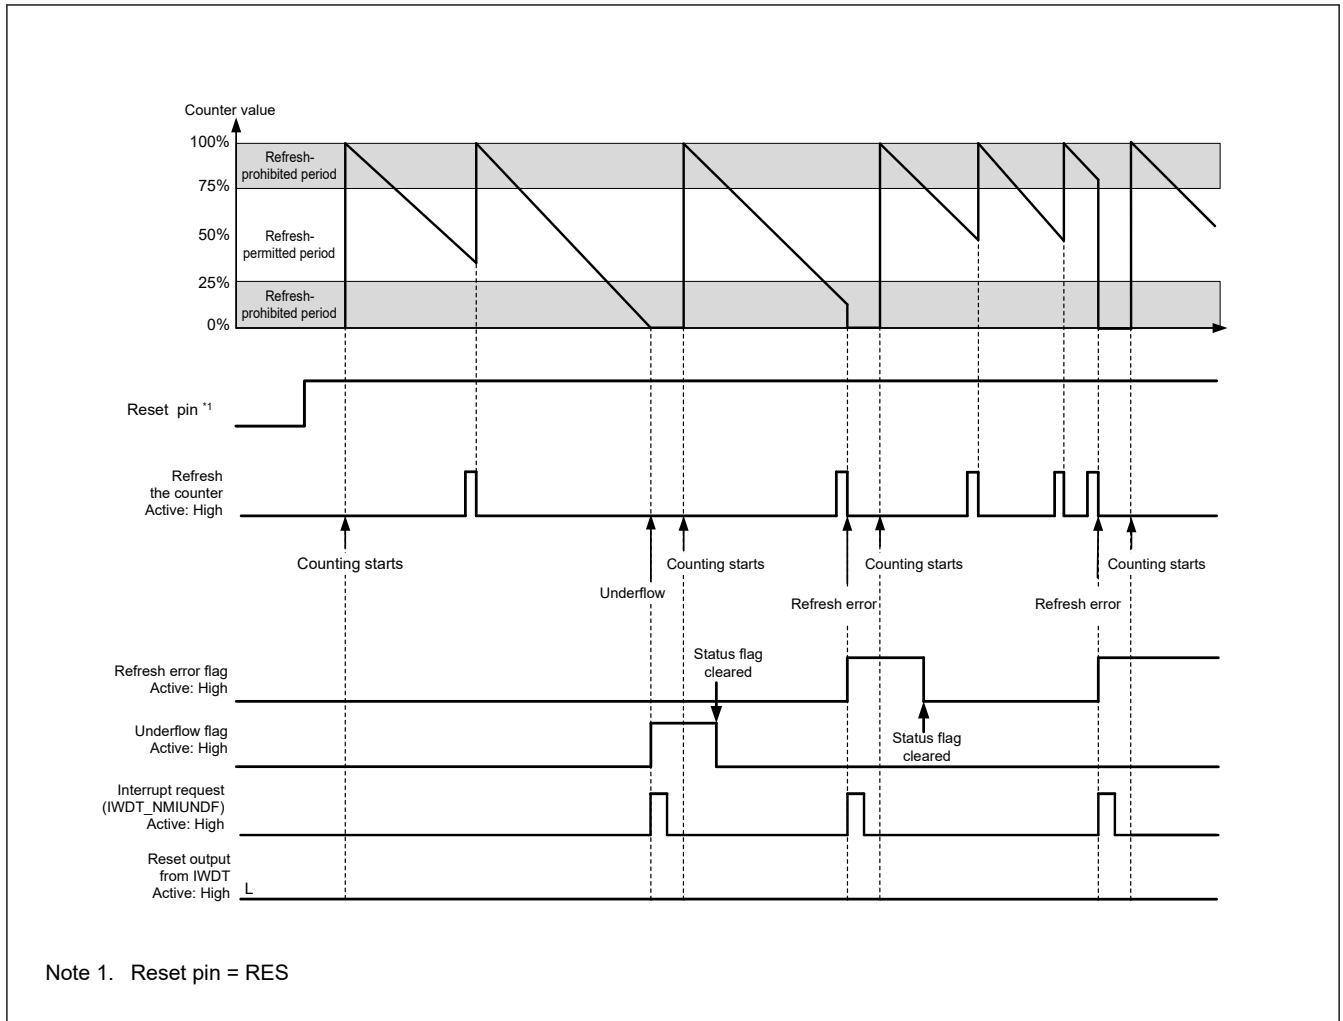 Counter value
100%
Refresh-
prohibited period
75%
50%
Refresh-
permitted period
25%
Refresh-
prohibited period
0%
Reset pin *1
Refresh
the counter
Active: High
Counting starts
Counting starts
Counting starts
Counting starts
Underflow
Refresh error
Refresh error
Status flag
cleared
Refresh error flag
Active: High
Underflow flag
Active: High
Status flag
cleared
Interrupt request
(IWDT_NMIUNDF)
Active: High
Reset output
from IWDT
Active: High
L
Note 1. Reset pin = RES